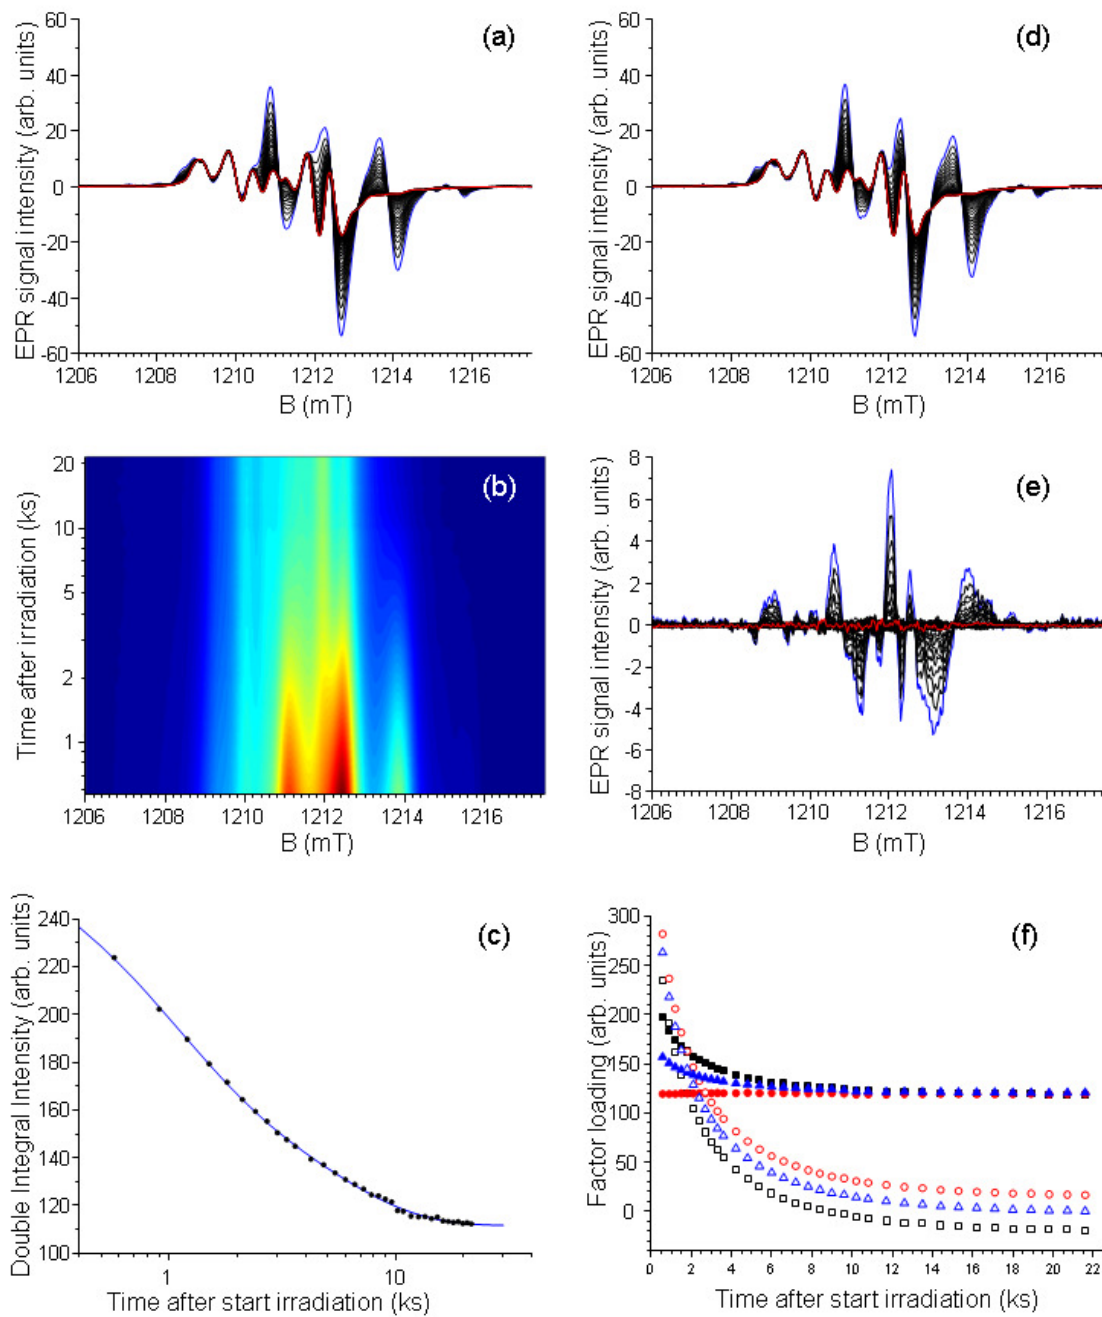 (a)
EPR signal intensity (arb. units)
60
40
20
0
-20
-40
-60
1206 1208 1210 1212 1214 1216
B (mT)
(d)
EPR signal intensity (arb. units)
60
40
20
0
-20
-40
-60
1206 1208 1210 1212 1214 1216
B (mT)
(b)
Time after irradiation (ks)
20
10
5
2
1
1206 1208 1210 1212 1214 1216
B (mT)
(e)
EPR signal intensity (arb. units)
8
6
4
2
0
-2
-4
-6
-8
1206 1208 1210 1212 1214 1216
B (mT)
(c)
Double Integral Intensity (arb. units)
240
220
200
180
160
140
120
100
1 10
Time after start irradiation (ks)
(f)
Factor loading (arb. units)
300
250
200
150
100
50
0
0 2 4 6 8 10 12 14 16 18 20 22
Time after start irradiation (ks)